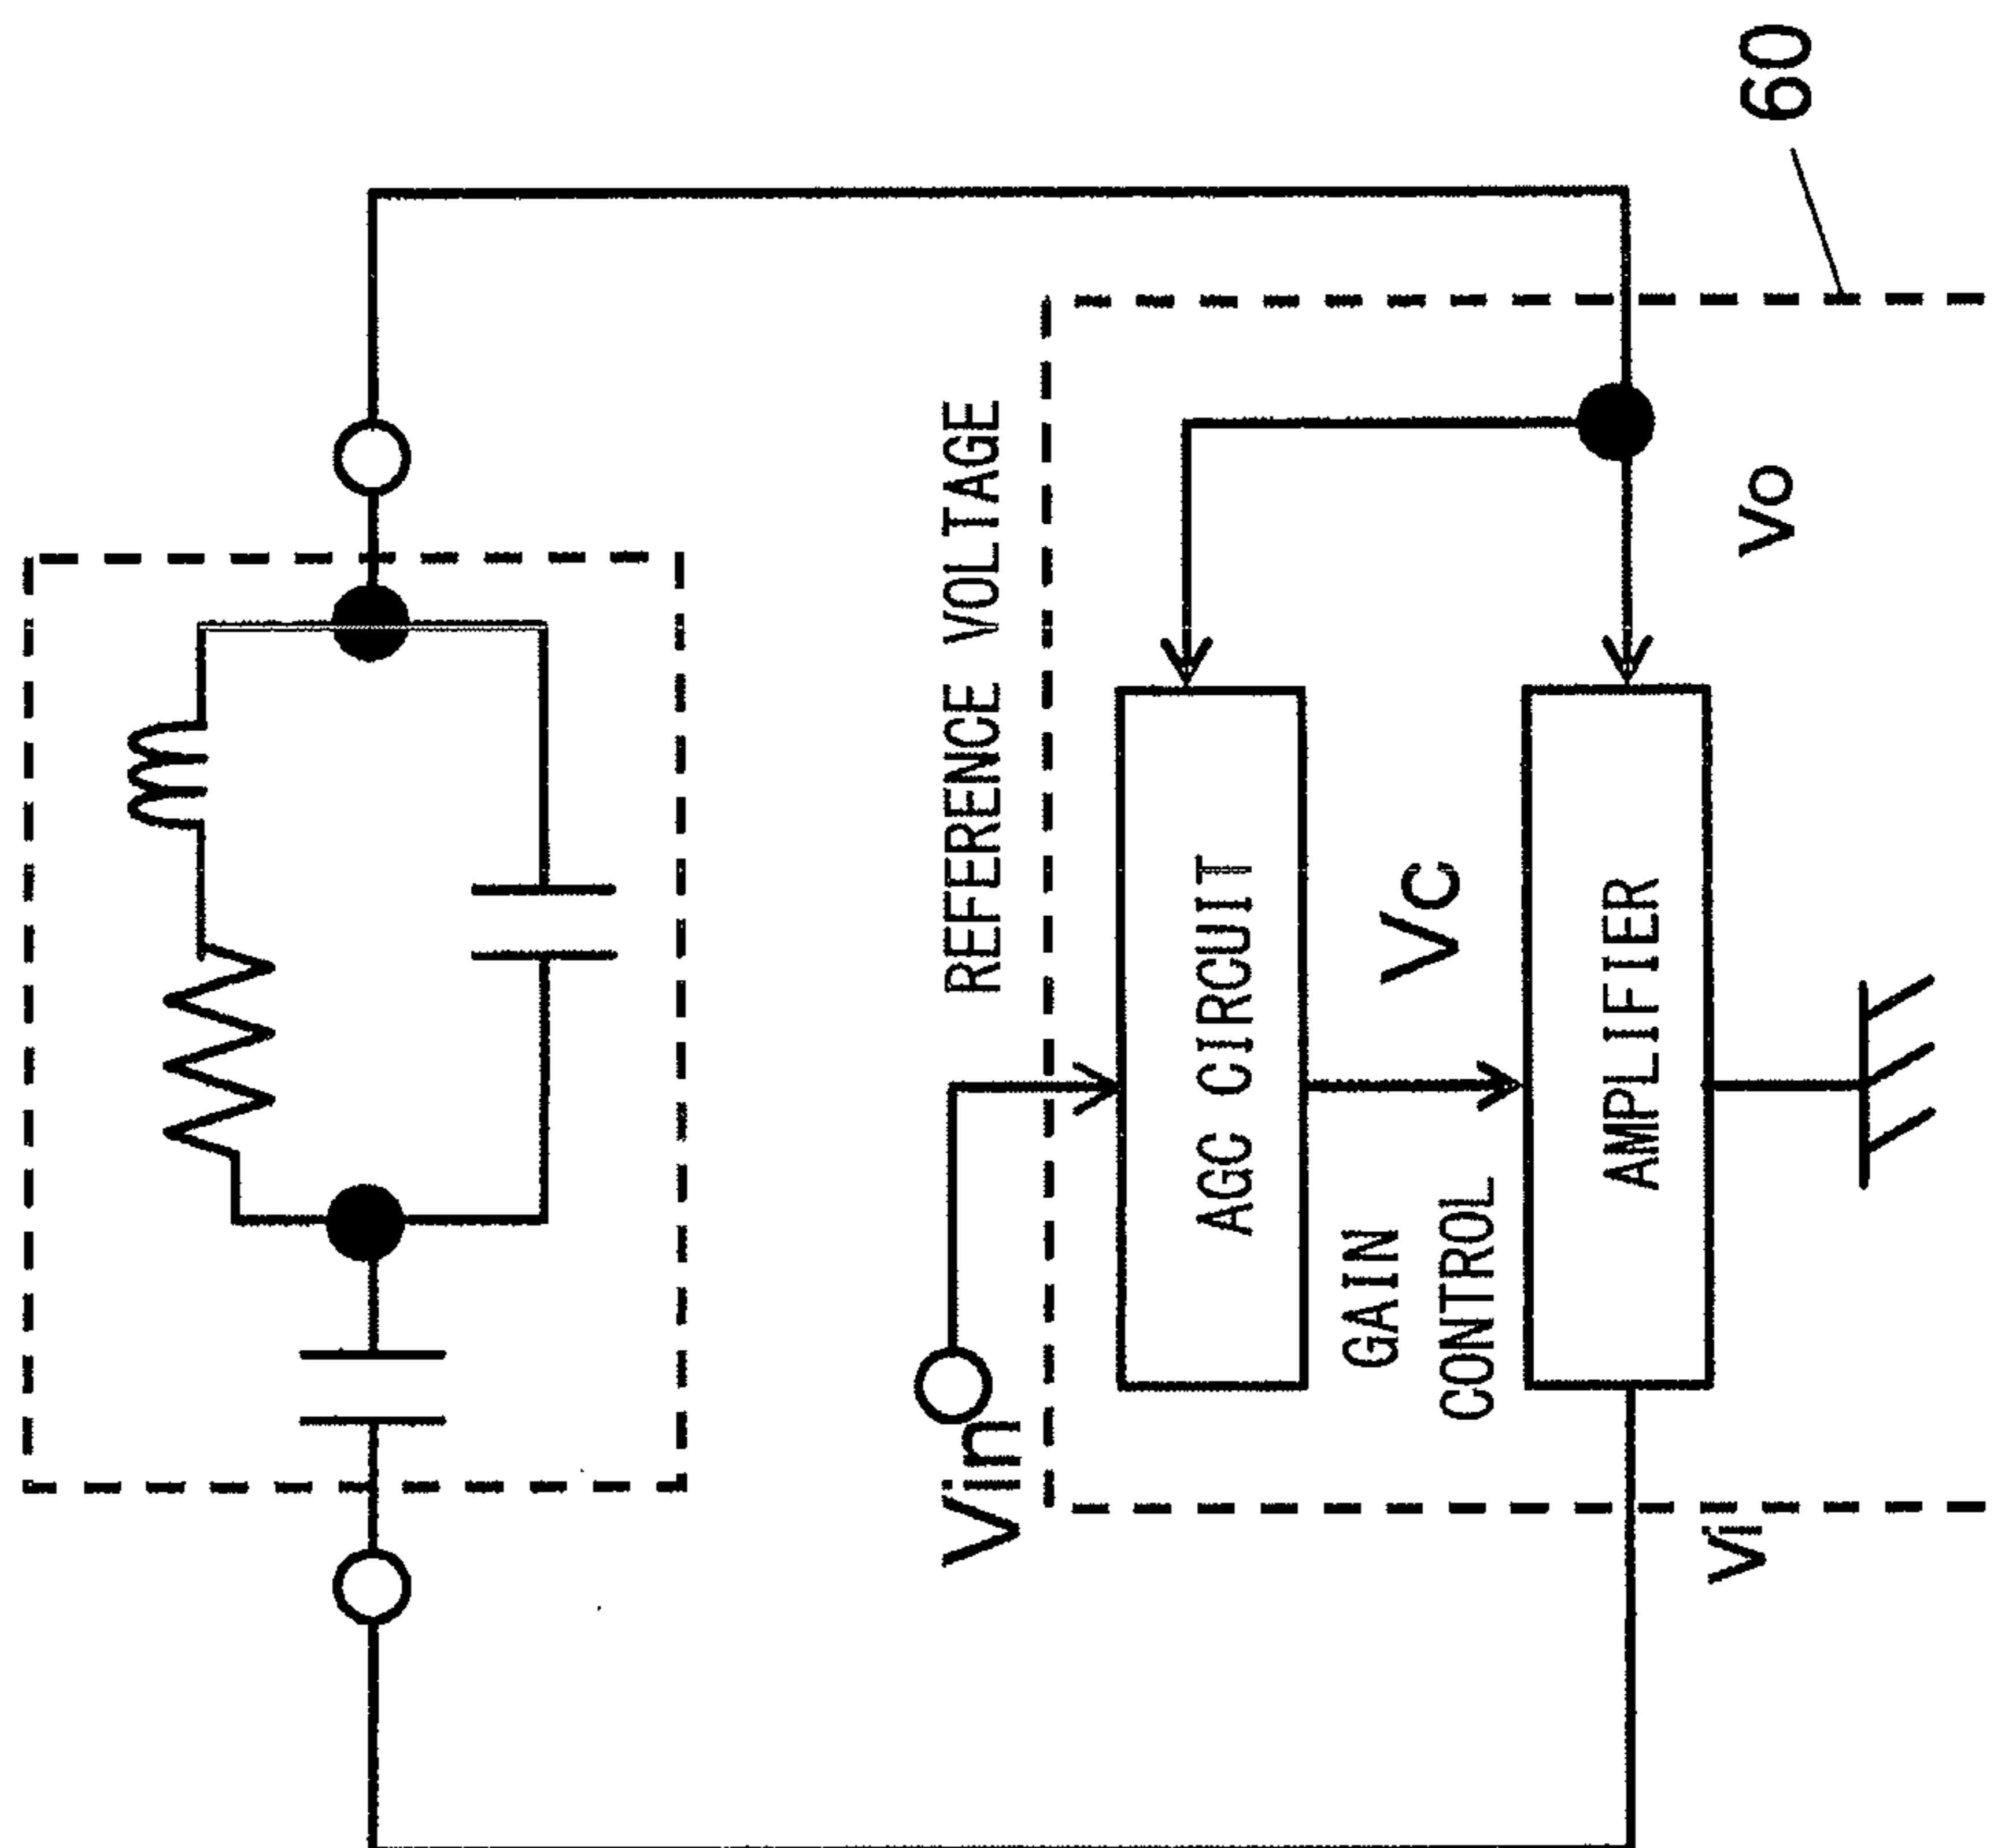 REFERENCE VOLTAGE
Vin
AGC CIRCUIT
GAIN
CONTROL
Vc
AMPLIFIER
Vi
Vo
60